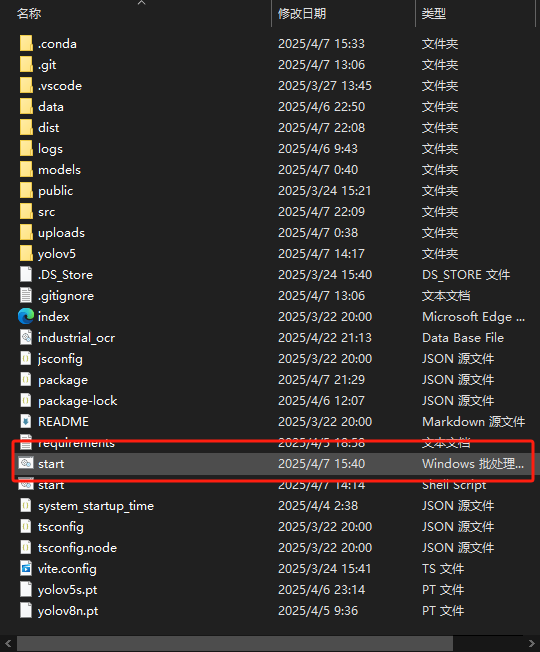 名称 修改日期 类型
.conda 2025/4/7 15:33 文件夹
.git 2025/4/7 13:06 文件夹
.vscode 2025/3/27 13:45 文件夹
data 2025/4/6 22:50 文件夹
dist 2025/4/7 22:08 文件夹
logs 2025/4/6 9:43 文件夹
models 2025/4/7 0:40 文件夹
public 2025/3/24 15:21 文件夹
src 2025/4/7 22:09 文件夹
uploads 2025/4/7 0:38 文件夹
yolov5 2025/4/7 14:17 文件夹
.DS_Store 2025/3/24 15:40 DS_STORE 文件
.gitignore 2025/4/7 13:06 文本文档
index 2025/3/22 20:00 Microsoft Edge ...
industrial_ocr 2025/4/22 21:13 Data Base File
jsconfig 2025/3/22 20:00 JSON 源文件
package 2025/4/7 21:29 JSON 源文件
package-lock 2025/4/6 12:07 JSON 源文件
README 2025/3/22 20:00 Markdown 源文件
requirements 2025/4/5 18:58 文本文档
start 2025/4/7 15:40 Windows 批处理...
start 2025/4/7 14:14 Shell Script
system_startup_time 2025/4/4 2:38 JSON 源文件
tsconfig 2025/3/22 20:00 JSON 源文件
tsconfig.node 2025/3/22 20:00 JSON 源文件
vite.config 2025/3/24 15:41 TS 文件
yolov5s.pt 2025/4/6 23:14 PT 文件
yolov8n.pt 2025/4/5 9:36 PT 文件